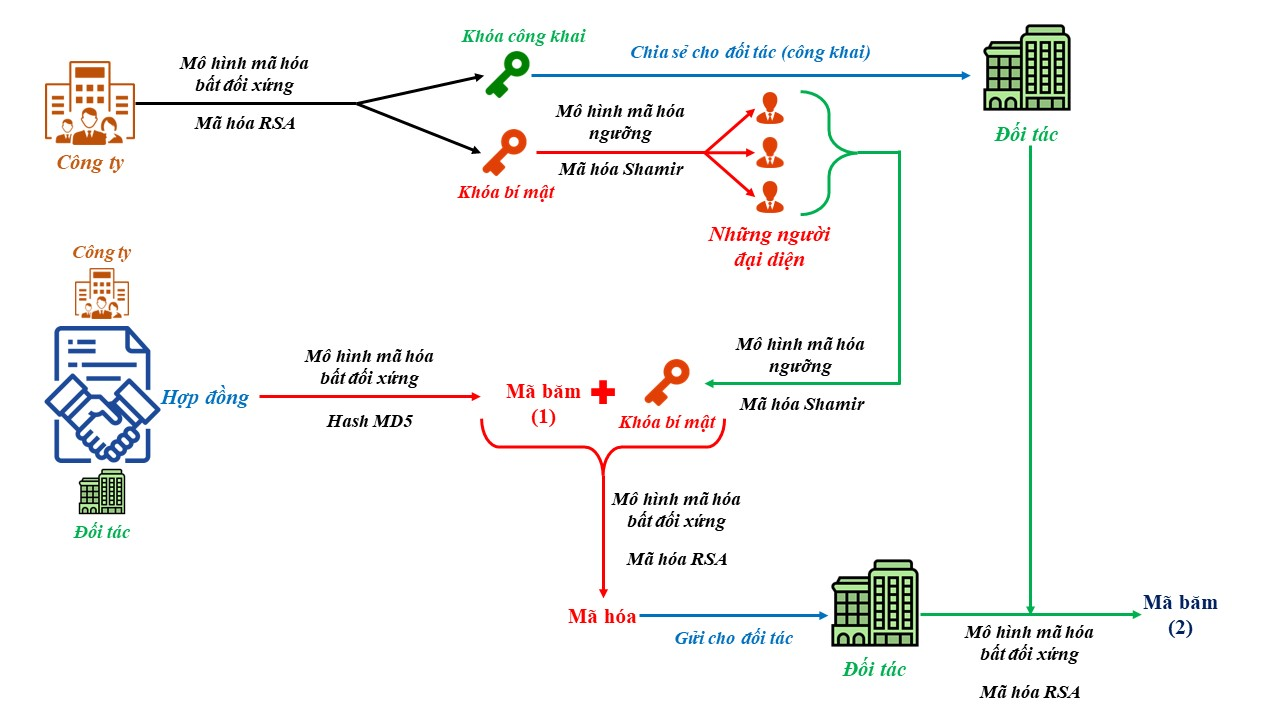 Khóa công khai
Chia sẻ cho đối tác (công khai)
Mô hình mã hóa
bất đối xứng
Mã hóa RSA
Công ty
Mô hình mã hóa
ngưỡng
Mã hóa Shamir
Khóa bí mật
Đối tác
Những người
đại diện
Công ty
Hợp đồng
Đối tác
Mô hình mã hóa
bất đối xứng
Hash MD5
Mã băm
(1)
Khóa bí mật
Mô hình mã hóa
ngưỡng
Mã hóa Shamir
Mô hình mã hóa
bất đối xứng
Mã hóa RSA
Mã hóa
Gửi cho đối tác
Đối tác
Mô hình mã hóa
bất đối xứng
Mã hóa RSA
Mã băm
(2)